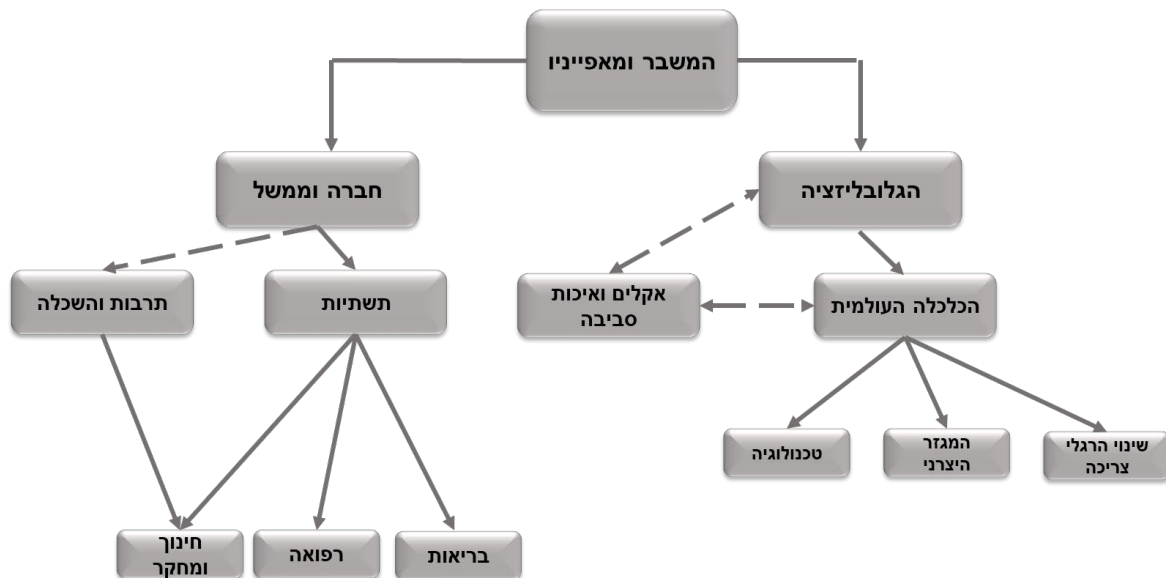 המשבר ומאפייניו
הגלובליזציה
חברה וממשל
הכלכלה העולמית
אקלים ואיכות
סביבה
תשתיות
תרבות והשכלה
שינוי הרגלי
צריכה
המגזר
היצרני
טכנולוגיה
בריאות
רפואה
חינוך
ומחקר